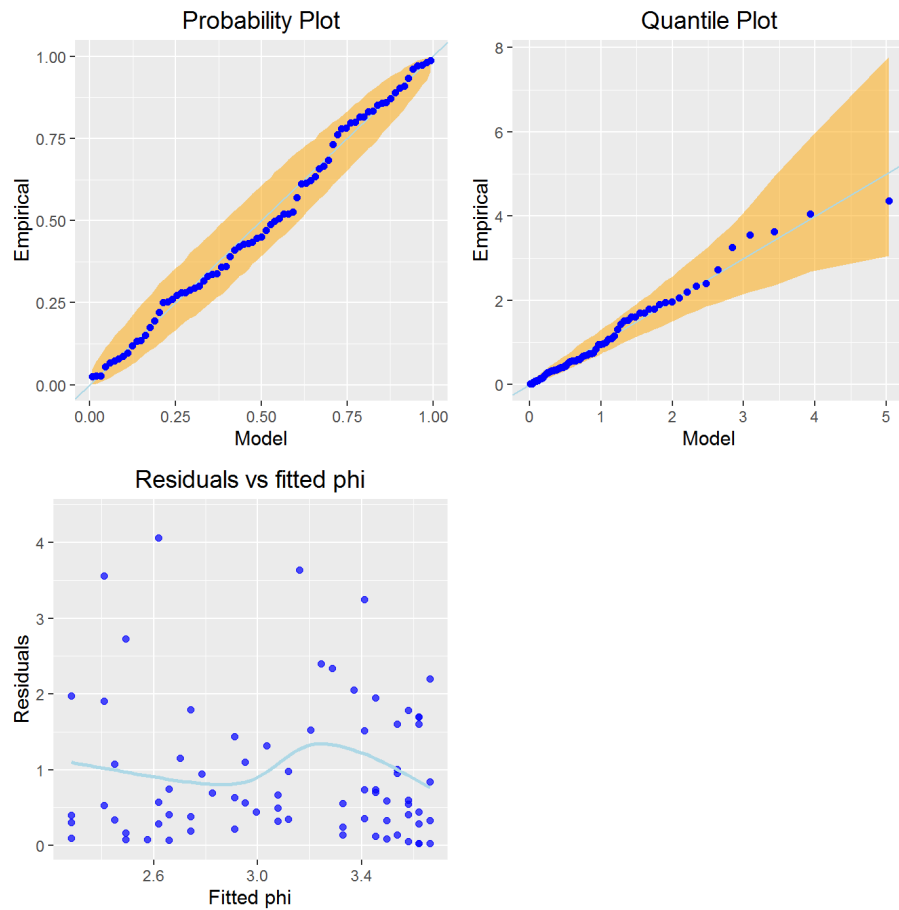 Probability Plot
1.00
0.75
0.50
0.25
0.00
Empirical
0.00 0.25 0.50 0.75 1.00
Model
Quantile Plot
8
6
4
2
0
Empirical
0 1 2 3 4 5
Model
Residuals vs fitted phi
4
3
2
1
0
Residuals
2.6 3.0 3.4
Fitted phi